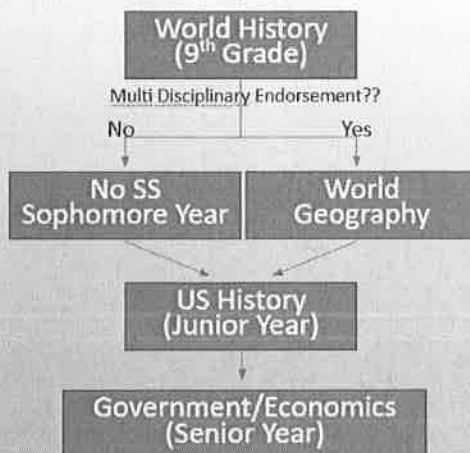 World History
(9th Grade)
Multi Disciplinary Endorsement??
No
Yes
No SS
Sophomore Year
World
Geography
US History
(Junior Year)
Government/Economics
(Senior Year)